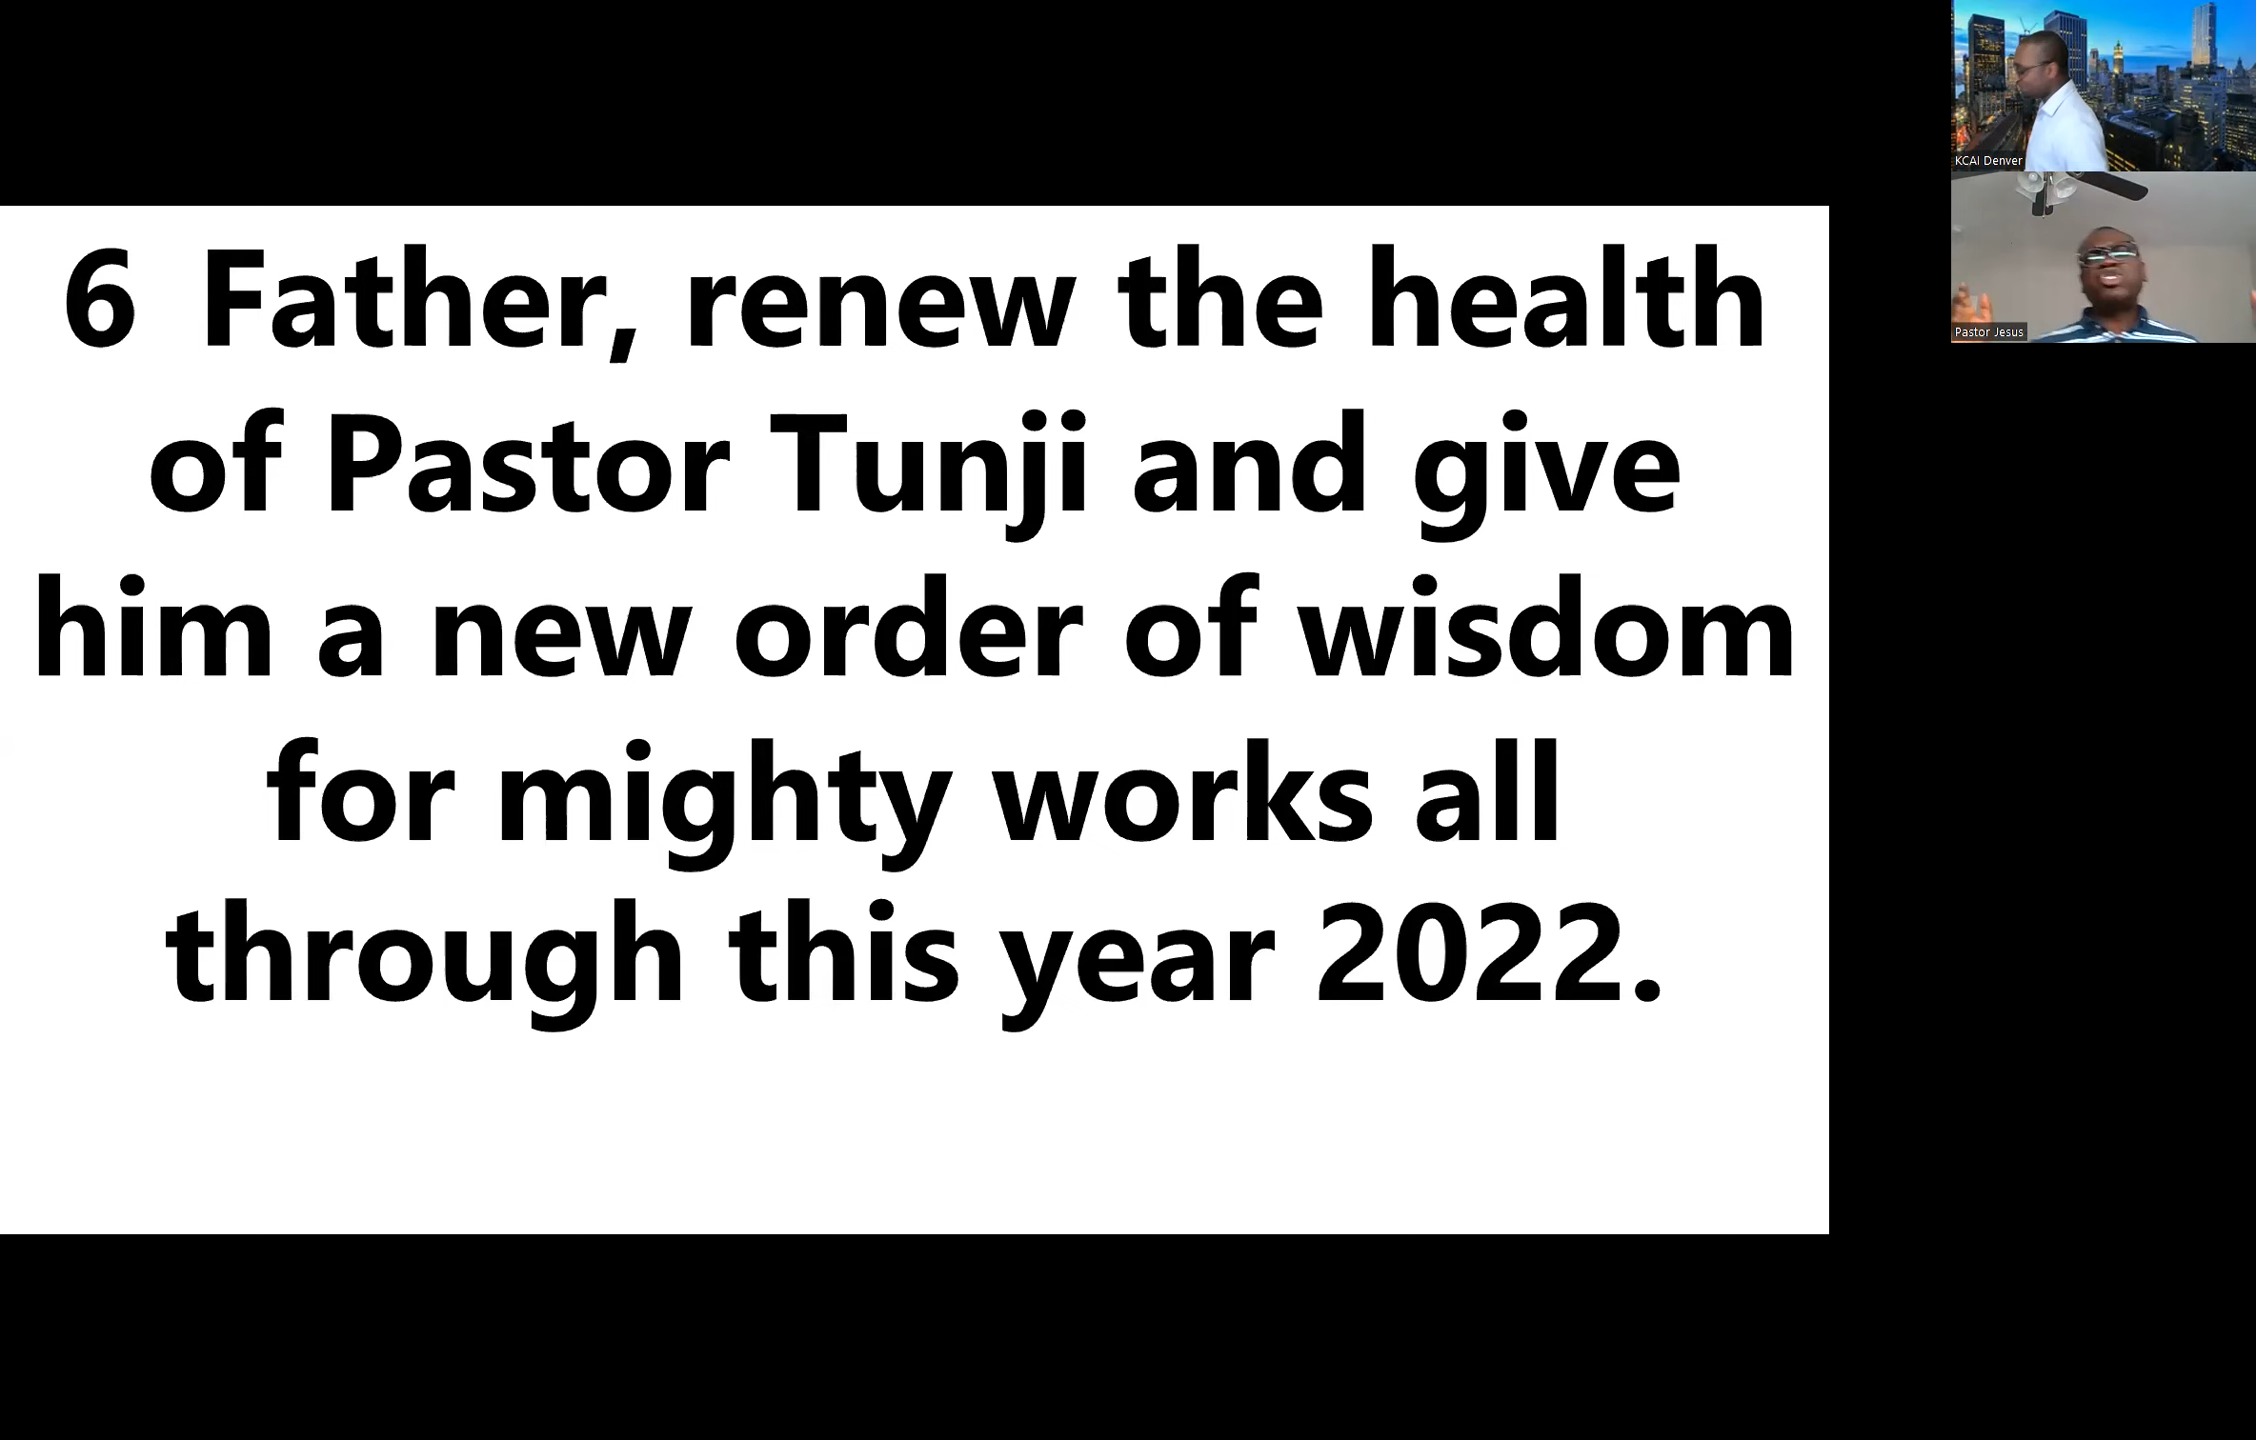 6 Father, renew the health
of Pastor Tunji and give
him a new order of wisdom
for mighty works all
through this year 2022.
KCAI Denver
Pastor Jesus